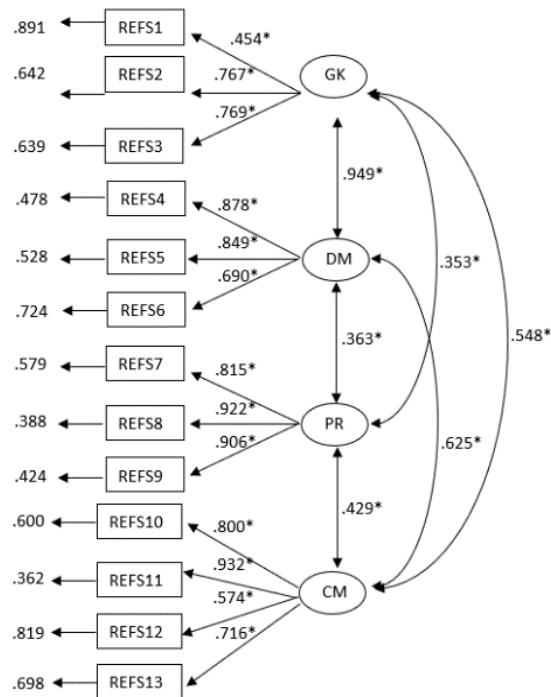 .891 REFS1 .454*
.642 REFS2 .767* GK
.639 REFS3 .769*
.949*
.478 REFS4 .878*
.528 REFS5 .849* DM .353*
.724 REFS6 .690*
.363* .548*
.579 REFS7 .815*
.388 REFS8 .922* PR
.625*
.424 REFS9 .906*
.429*
.600 REFS10 .800*
.362 REFS11 .932* CM
.574*
.819 REFS12 .716*
.698 REFS13